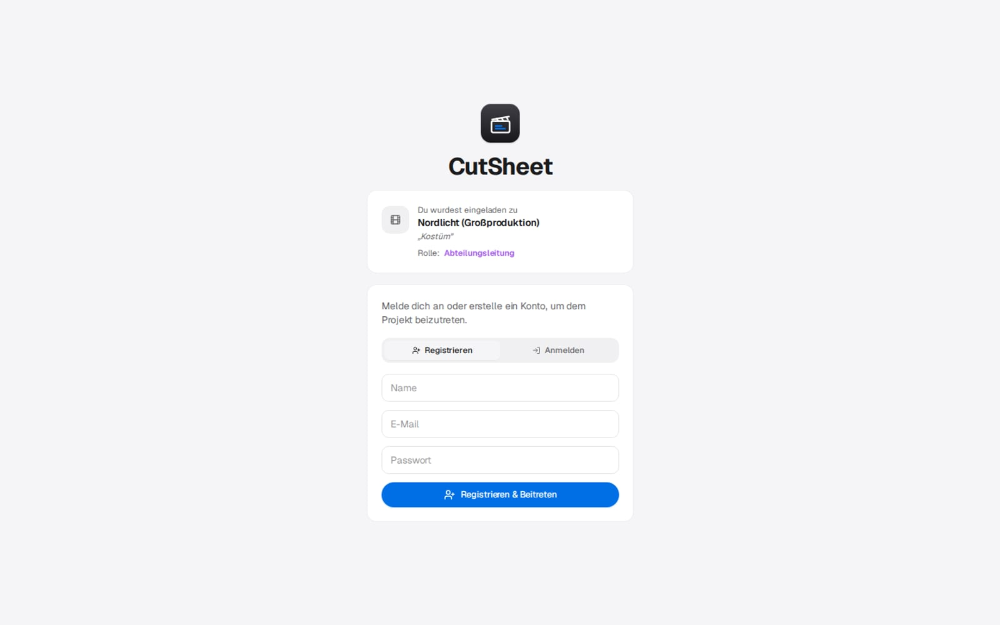 CutSheet
Du wurdest eingeladen zu
Nordlicht (Großproduktion)
„Kostüm"
Rolle: Abteilungsleitung
Melde dich an oder erstelle ein Konto, um dem
Projekt beizutreten.
Registrieren Anmelden
Name
E-Mail
Passwort
Registrieren & Beitreten